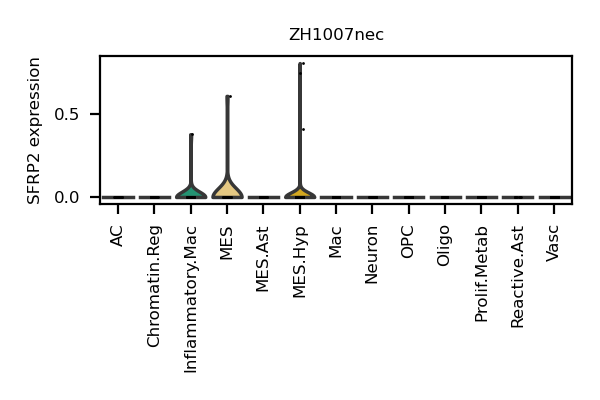 ZH1007nec
SFRP2 expression
0.5
0.0
AC
Chromatin.Reg
Inflammatory.Mac
MES
MES.Ast
MES.Hyp
Mac
Neuron
OPC
Oligo
Prolif.Metab
Reactive.Ast
Vasc